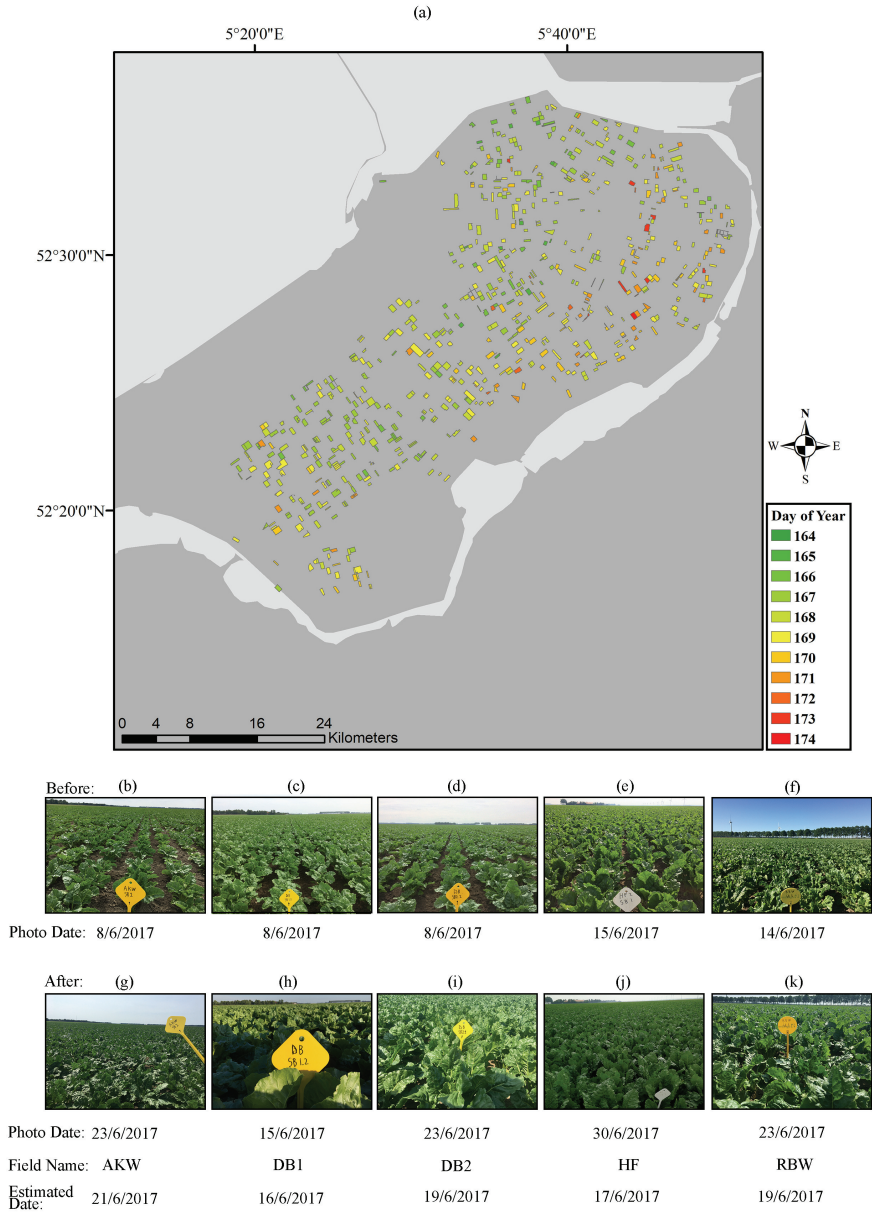 (a)
5°20'0"E 5°40'0"E
52°30'0"N
52°20'0"N
N
W E
S
Day of Year
164
165
166
167
168
169
170
171
172
173
174
0 4 8 16 24
Kilometers
Before: (b) (c) (d) (e) (f)
AKW
HF
Photo Date: 8/6/2017 8/6/2017 8/6/2017 15/6/2017 14/6/2017
After: (g) (h) (i) (j) (k)
DB
SB L2
Photo Date: 23/6/2017 15/6/2017 23/6/2017 30/6/2017 23/6/2017
Field Name: AKW DB1 DB2 HF RBW
Estimated Date: 21/6/2017 16/6/2017 19/6/2017 17/6/2017 19/6/2017